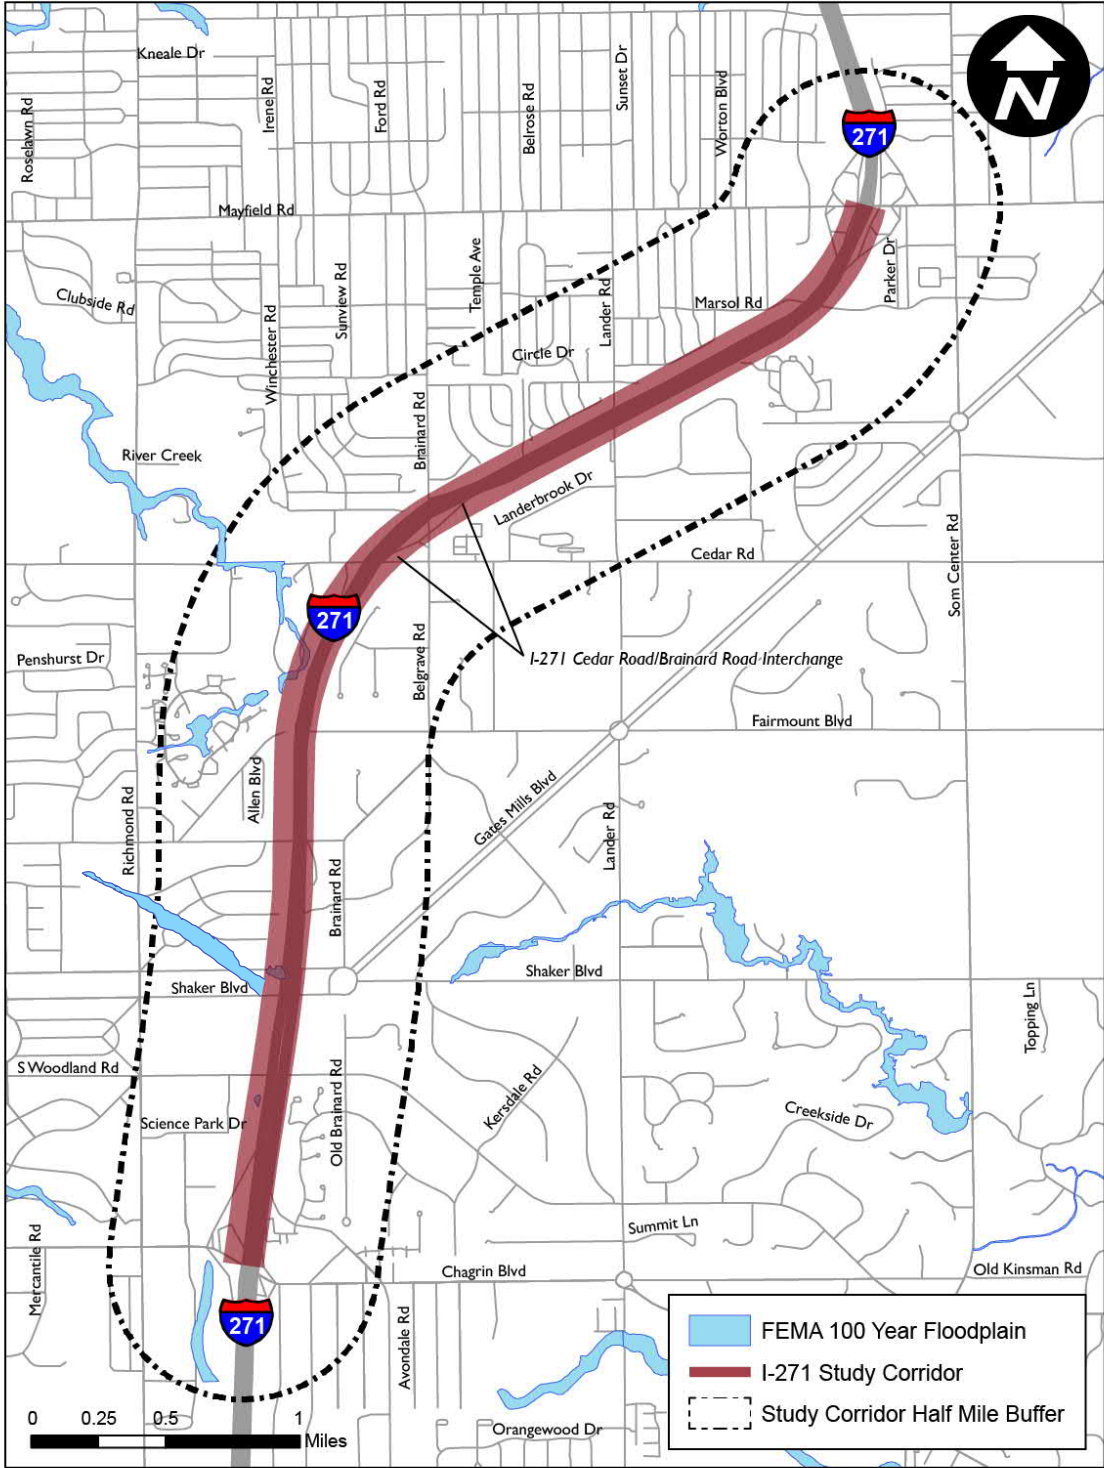 Kneale Dr
N
Roselawn Rd
Irene Rd
Ford Rd
Belrose Rd
Sunset Dr
Worton Blvd
271
Mayfield Rd
Clubside Rd
Winchester Rd
Sunview Rd
Temple Ave
Circle Dr
Lander Rd
Marsol Rd
Parker Dr
River Creek
Brainard Rd
Landerbrook Dr
Cedar Rd
Som Center Rd
271
Penshurst Dr
Belgrave Rd
I-271 Cedar Road/Brainard Road Interchange
Fairmount Blvd
Richmond Rd
Allen Blvd
Gates Mills Blvd
Lander Rd
Brainard Rd
Shaker Blvd
Shaker Blvd
Topping Ln
S Woodland Rd
Science Park Dr
Old Brainard Rd
Kersdale Rd
Creekside Dr
Summit Ln
Mercantile Rd
Chagrin Blvd
Old Kinsman Rd
271
Avondale Rd
Orangewood Dr
0 0.25 0.5 1
Miles
FEMA 100 Year Floodplain
I-271 Study Corridor
Study Corridor Half Mile Buffer